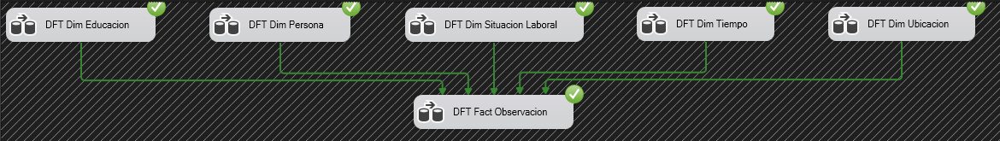 DFT Dim Educacion
DFT Dim Persona
DFT Dim Situacion Laboral
DFT Dim Tiempo
DFT Dim Ubicacion
DFT Fact Observacion